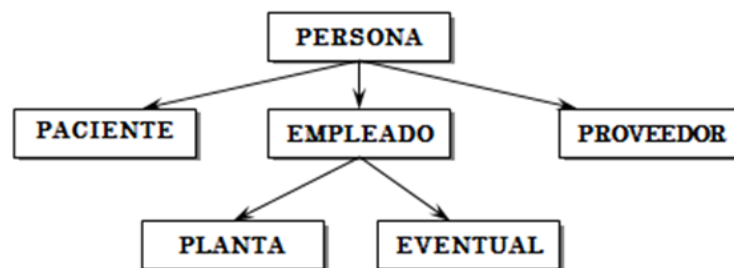 PERSONA
PACIENTE
EMPLEADO
PROVEEDOR
PLANTA
EVENTUAL